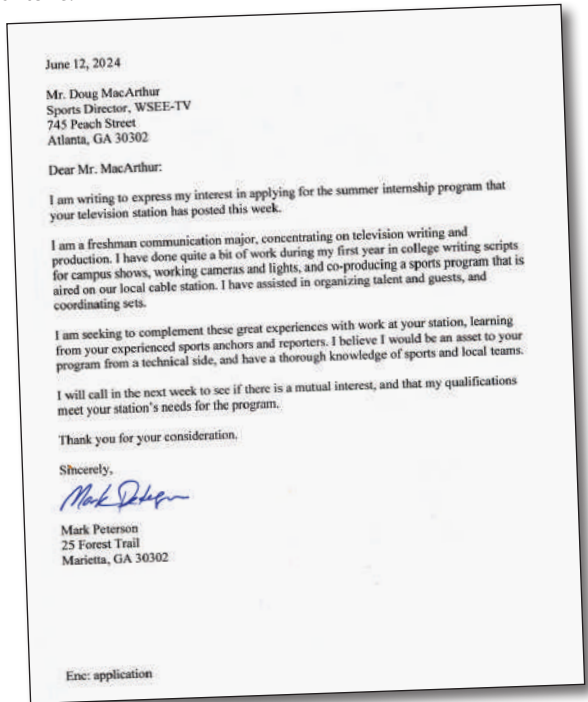 June 12, 2024
Mr. Doug MacArthur
Sports Director, WSEE-TV
745 Peach Street
Atlanta, GA 30302
Dear Mr. MacArthur:
I am writing to express my interest in applying for the summer internship program that
your television station has posted this week.
I am a freshman communication major, concentrating on television writing and
production. I have done quite a bit of work during my first year in college writing scripts
for campus shows, working cameras and lights, and co-producing a sports program that is
aired on our local cable station. I have assisted in organizing talent and guests, and
coordinating sets.
I am seeking to complement these great experiences with work at your station, learning
from your experienced sports anchors and reporters. I believe I would be an asset to your
program from a technical side, and have a thorough knowledge of sports and local teams.
I will call in the next week to see if there is a mutual interest, and that my qualifications
meet your station's needs for the program.
Thank you for your consideration.
Sincerely,
Mark
Mark Peterson
25 Forest Trail
Marietta, GA 30302
Enc: application